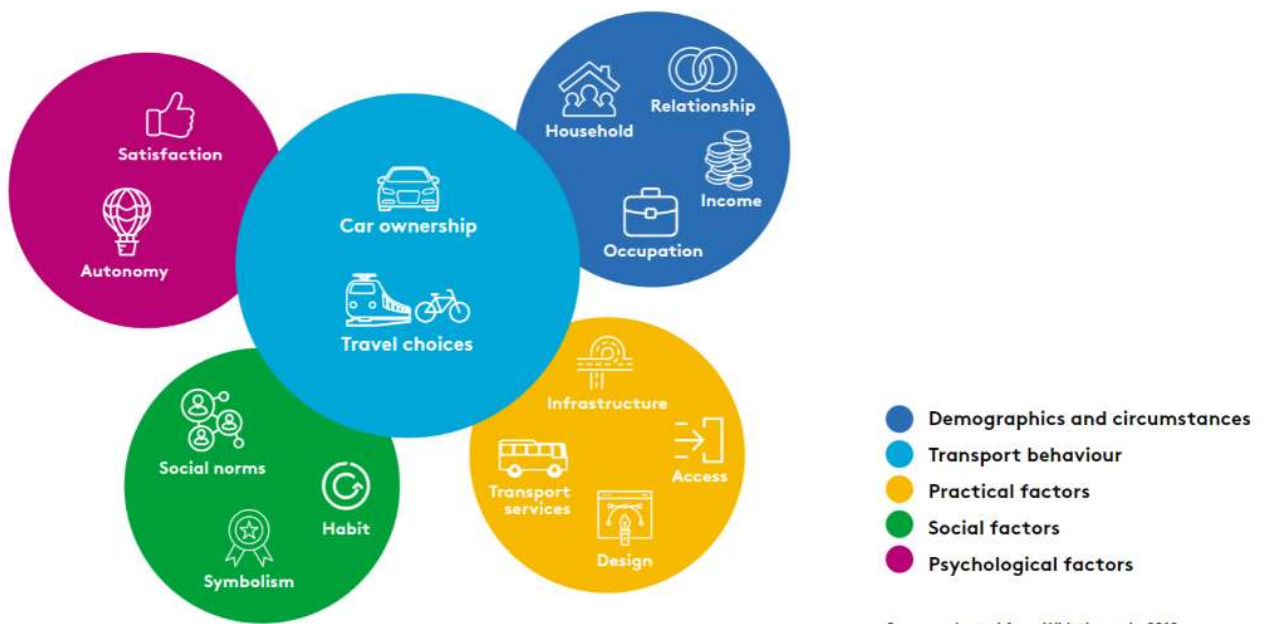 Satisfaction
Autonomy
Car ownership
Travel choices
Household
Relationship
Income
Occupation
Social norms
Habit
Symbolism
Infrastructure
Access
Transport
services
Design
Demographics and circumstances
Transport behaviour
Practical factors
Social factors
Psychological factors